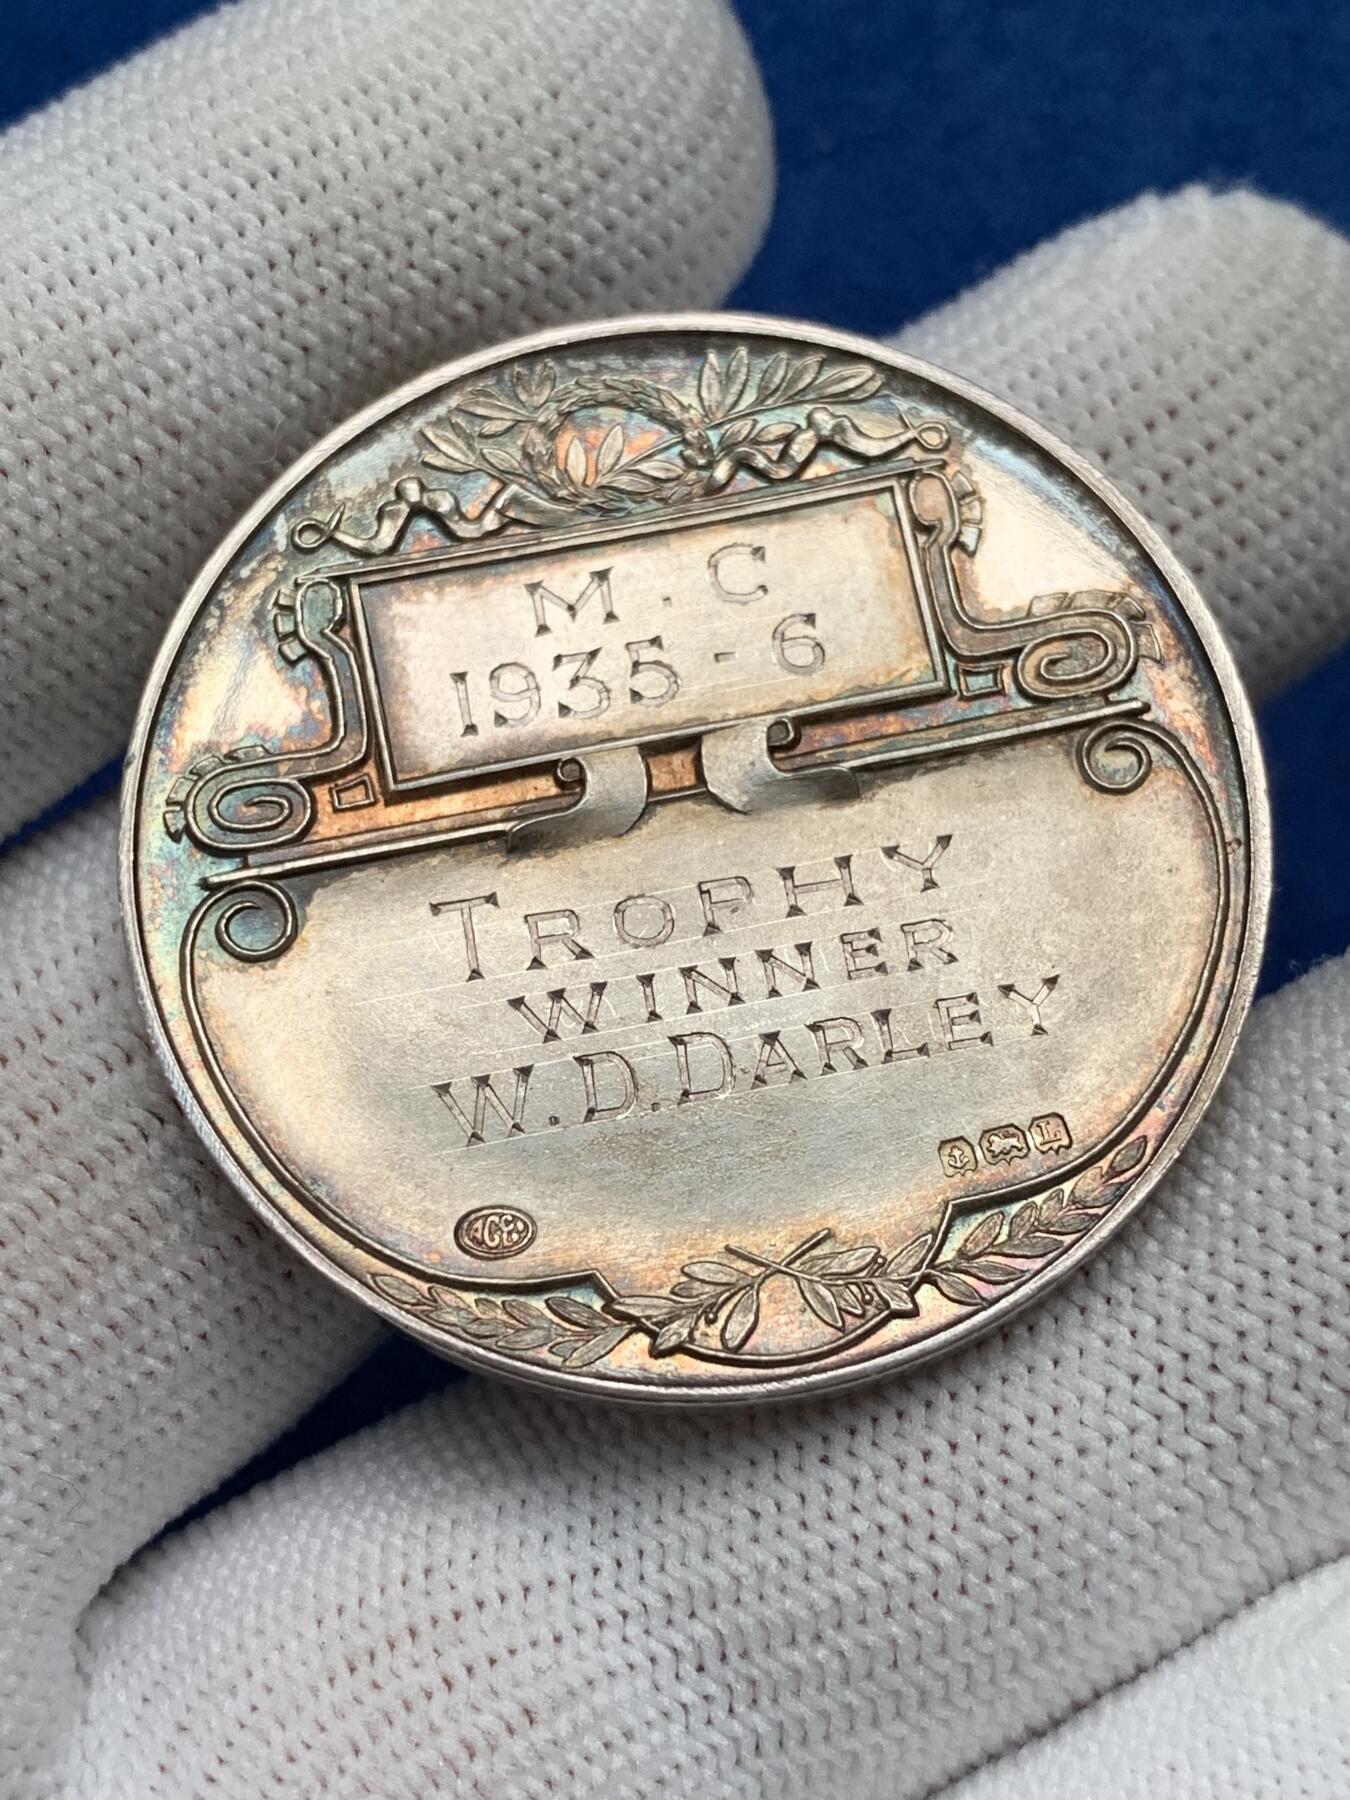 M. C
1935-6
TROPHY
WINNER
W.D.DARLEY
L